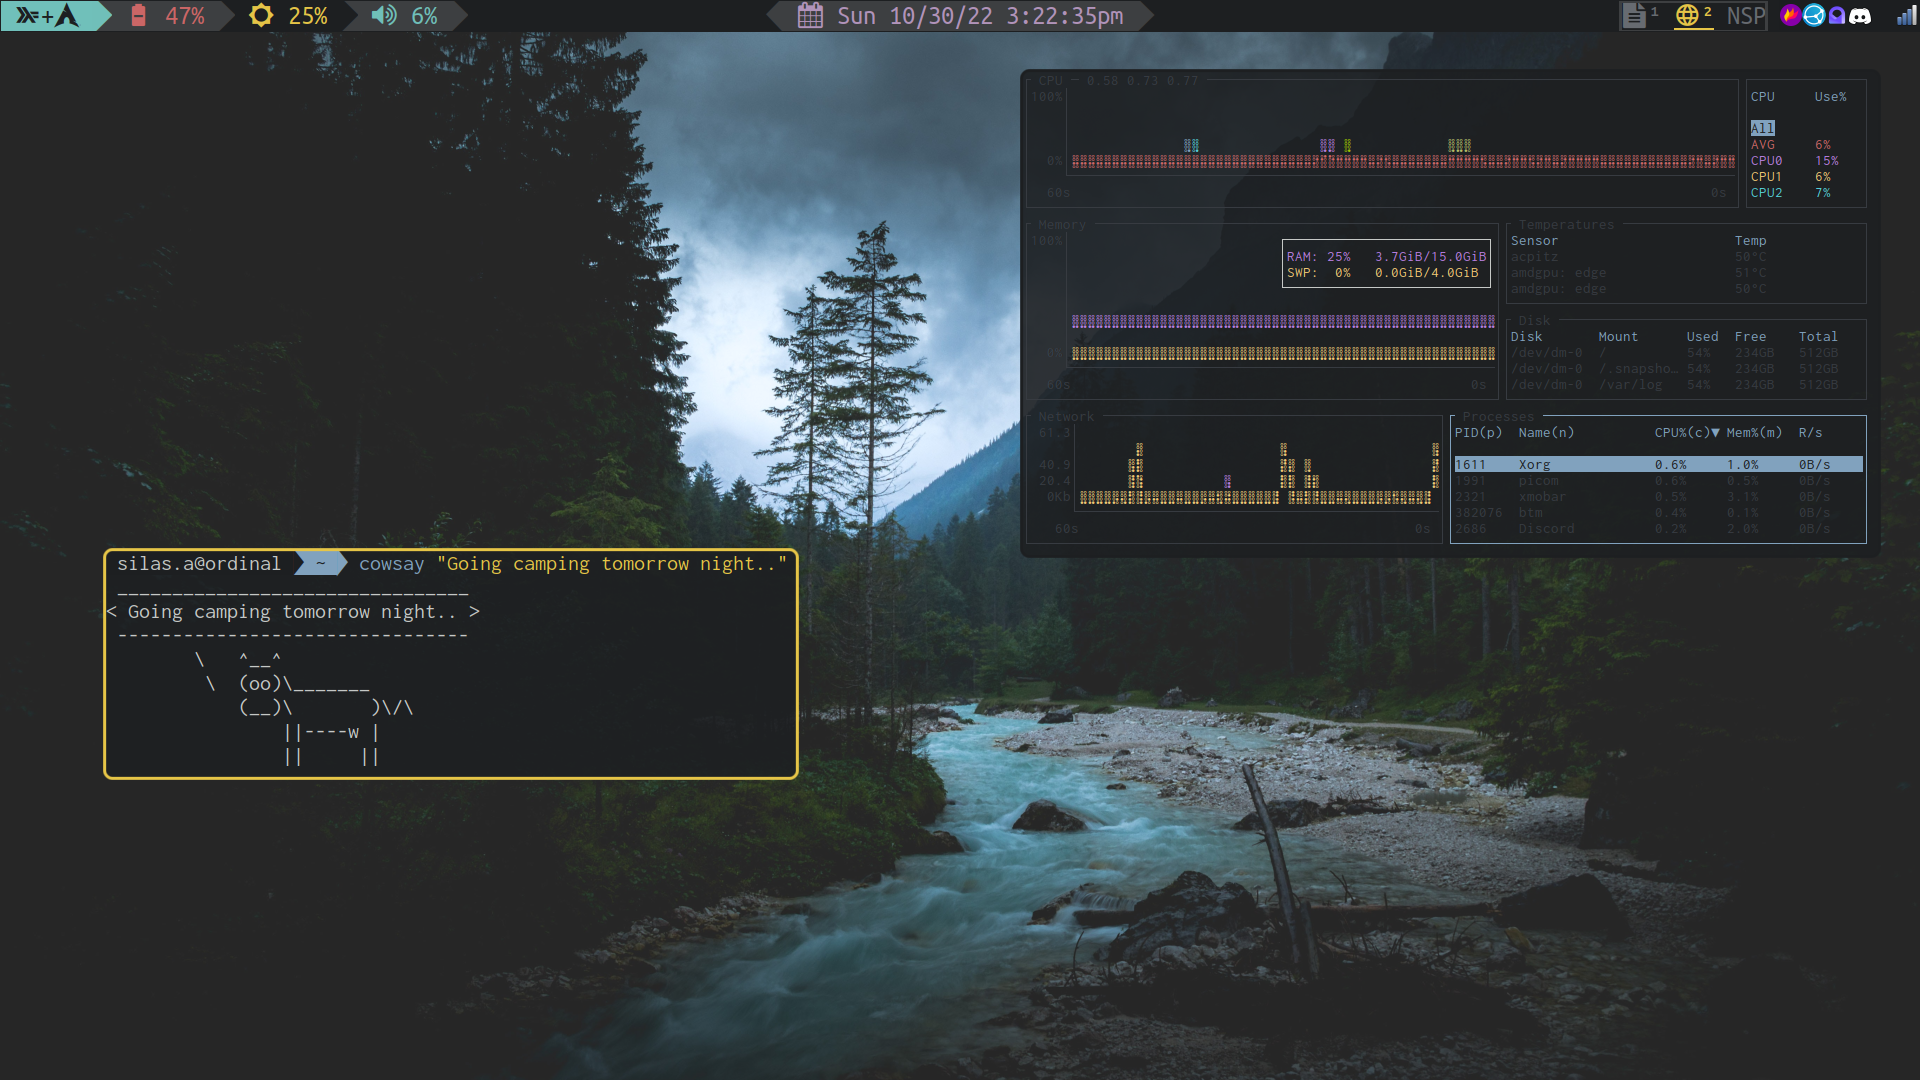 + 47% 25% 6% Sun 10/30/22 3:22:35pm 1 2 NSP
CPU 0.58 0.73 0.77
100%
0%
60s 0s
CPU Use%
All
AVG 6%
CPU0 15%
CPU1 6%
CPU2 7%
Memory
100%
RAM: 25% 3.7GiB/15.0GiB
SWP: 0% 0.0GiB/4.0GiB
0%
60s 0s
Temperatures
Sensor Temp
acpitz 50°C
amdgpu: edge 51°C
amdgpu: edge 50°C
Disk
Disk Mount Used Free Total
/dev/dm-0 / 54% 234GB 512GB
/dev/dm-0 /.snapsho… 54% 234GB 512GB
/dev/dm-0 /var/log 54% 234GB 512GB
Network
61.3
40.9
20.4
0Kb
60s 0s
Processes
PID(p) Name(n) CPU%(c)▼ Mem%(m) R/s
1611 Xorg 0.6% 1.0% 0B/s
1991 picom 0.6% 0.5% 0B/s
2321 xmobar 0.5% 3.1% 0B/s
382076 btm 0.4% 0.1% 0B/s
2686 Discord 0.2% 2.0% 0B/s
silas.a@ordinal ~ cowsay "Going camping tomorrow night.."
________________________________
< Going camping tomorrow night.. >
--------------------------------
\   ^__^
\  (oo)\_______
(__)\       )\/\
||----w |
||     ||